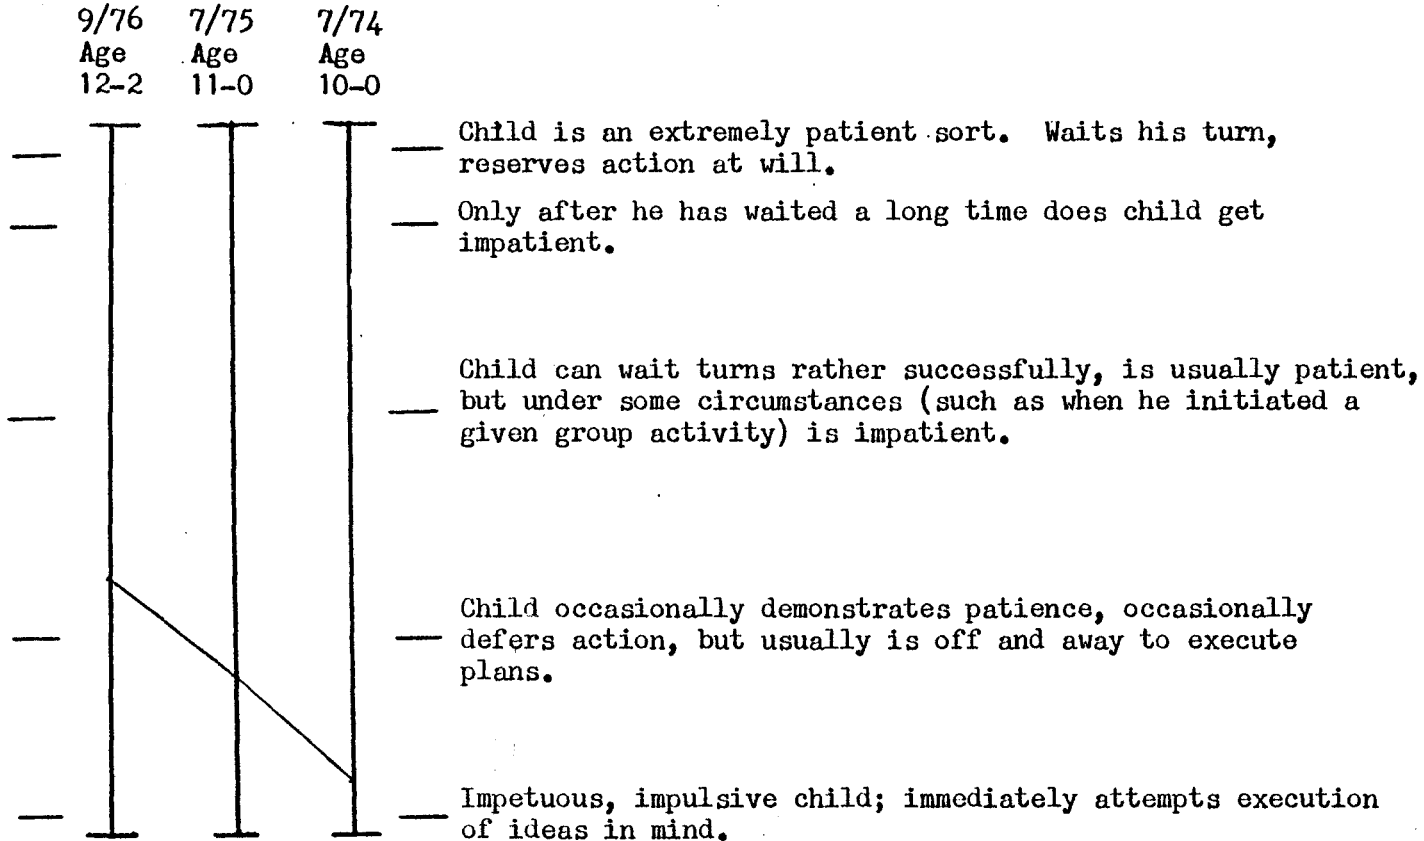 9/76 7/75 7/74
Age Age Age
12-2 11-0 10-0
Child is an extremely patient sort. Waits his turn,
reserves action at will.
Only after he has waited a long time does child get
impatient.
Child can wait turns rather successfully, is usually patient,
but under some circumstances (such as when he initiated a
given group activity) is impatient.
Child occasionally demonstrates patience, occasionally
defers action, but usually is off and away to execute
plans.
Impetuous, impulsive child; immediately attempts execution
of ideas in mind.